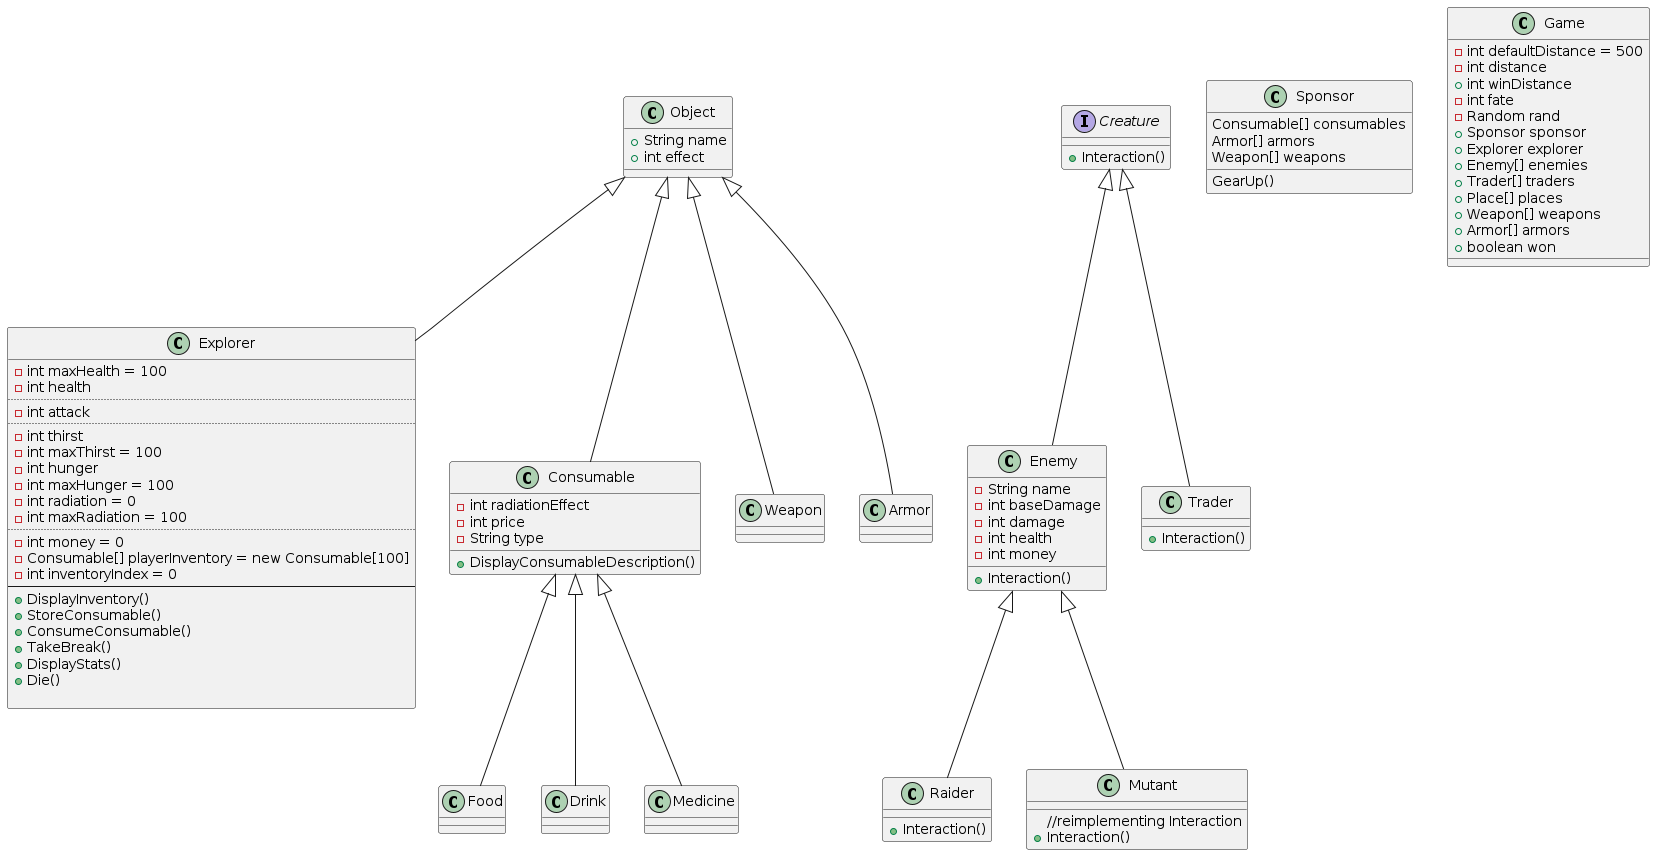 C Object
String name
int effect
I Creature
Interaction()
C Sponsor
Consumable[] consumables
Armor[] armors
Weapon[] weapons
GearUp()
C Game
int defaultDistance = 500
int distance
int winDistance
int fate
Random rand
Sponsor sponsor
Explorer explorer
Enemy[] enemies
Trader[] traders
Place[] places
Weapon[] weapons
Armor[] armors
boolean won
C Explorer
int maxHealth = 100
int health
int attack
int thirst
int maxThirst = 100
int hunger
int maxHunger = 100
int radiation = 0
int maxRadiation = 100
int money = 0
Consumable[] playerInventory = new Consumable[100]
int inventoryIndex = 0
DisplayInventory()
StoreConsumable()
ConsumeConsumable()
TakeBreak()
DisplayStats()
Die()
C Consumable
int radiationEffect
int price
String type
DisplayConsumableDescription()
C Weapon
C Armor
C Enemy
String name
int baseDamage
int damage
int health
int money
Interaction()
C Trader
Interaction()
C Food
C Drink
C Medicine
C Raider
Interaction()
C Mutant
//reimplementing Interaction
Interaction()